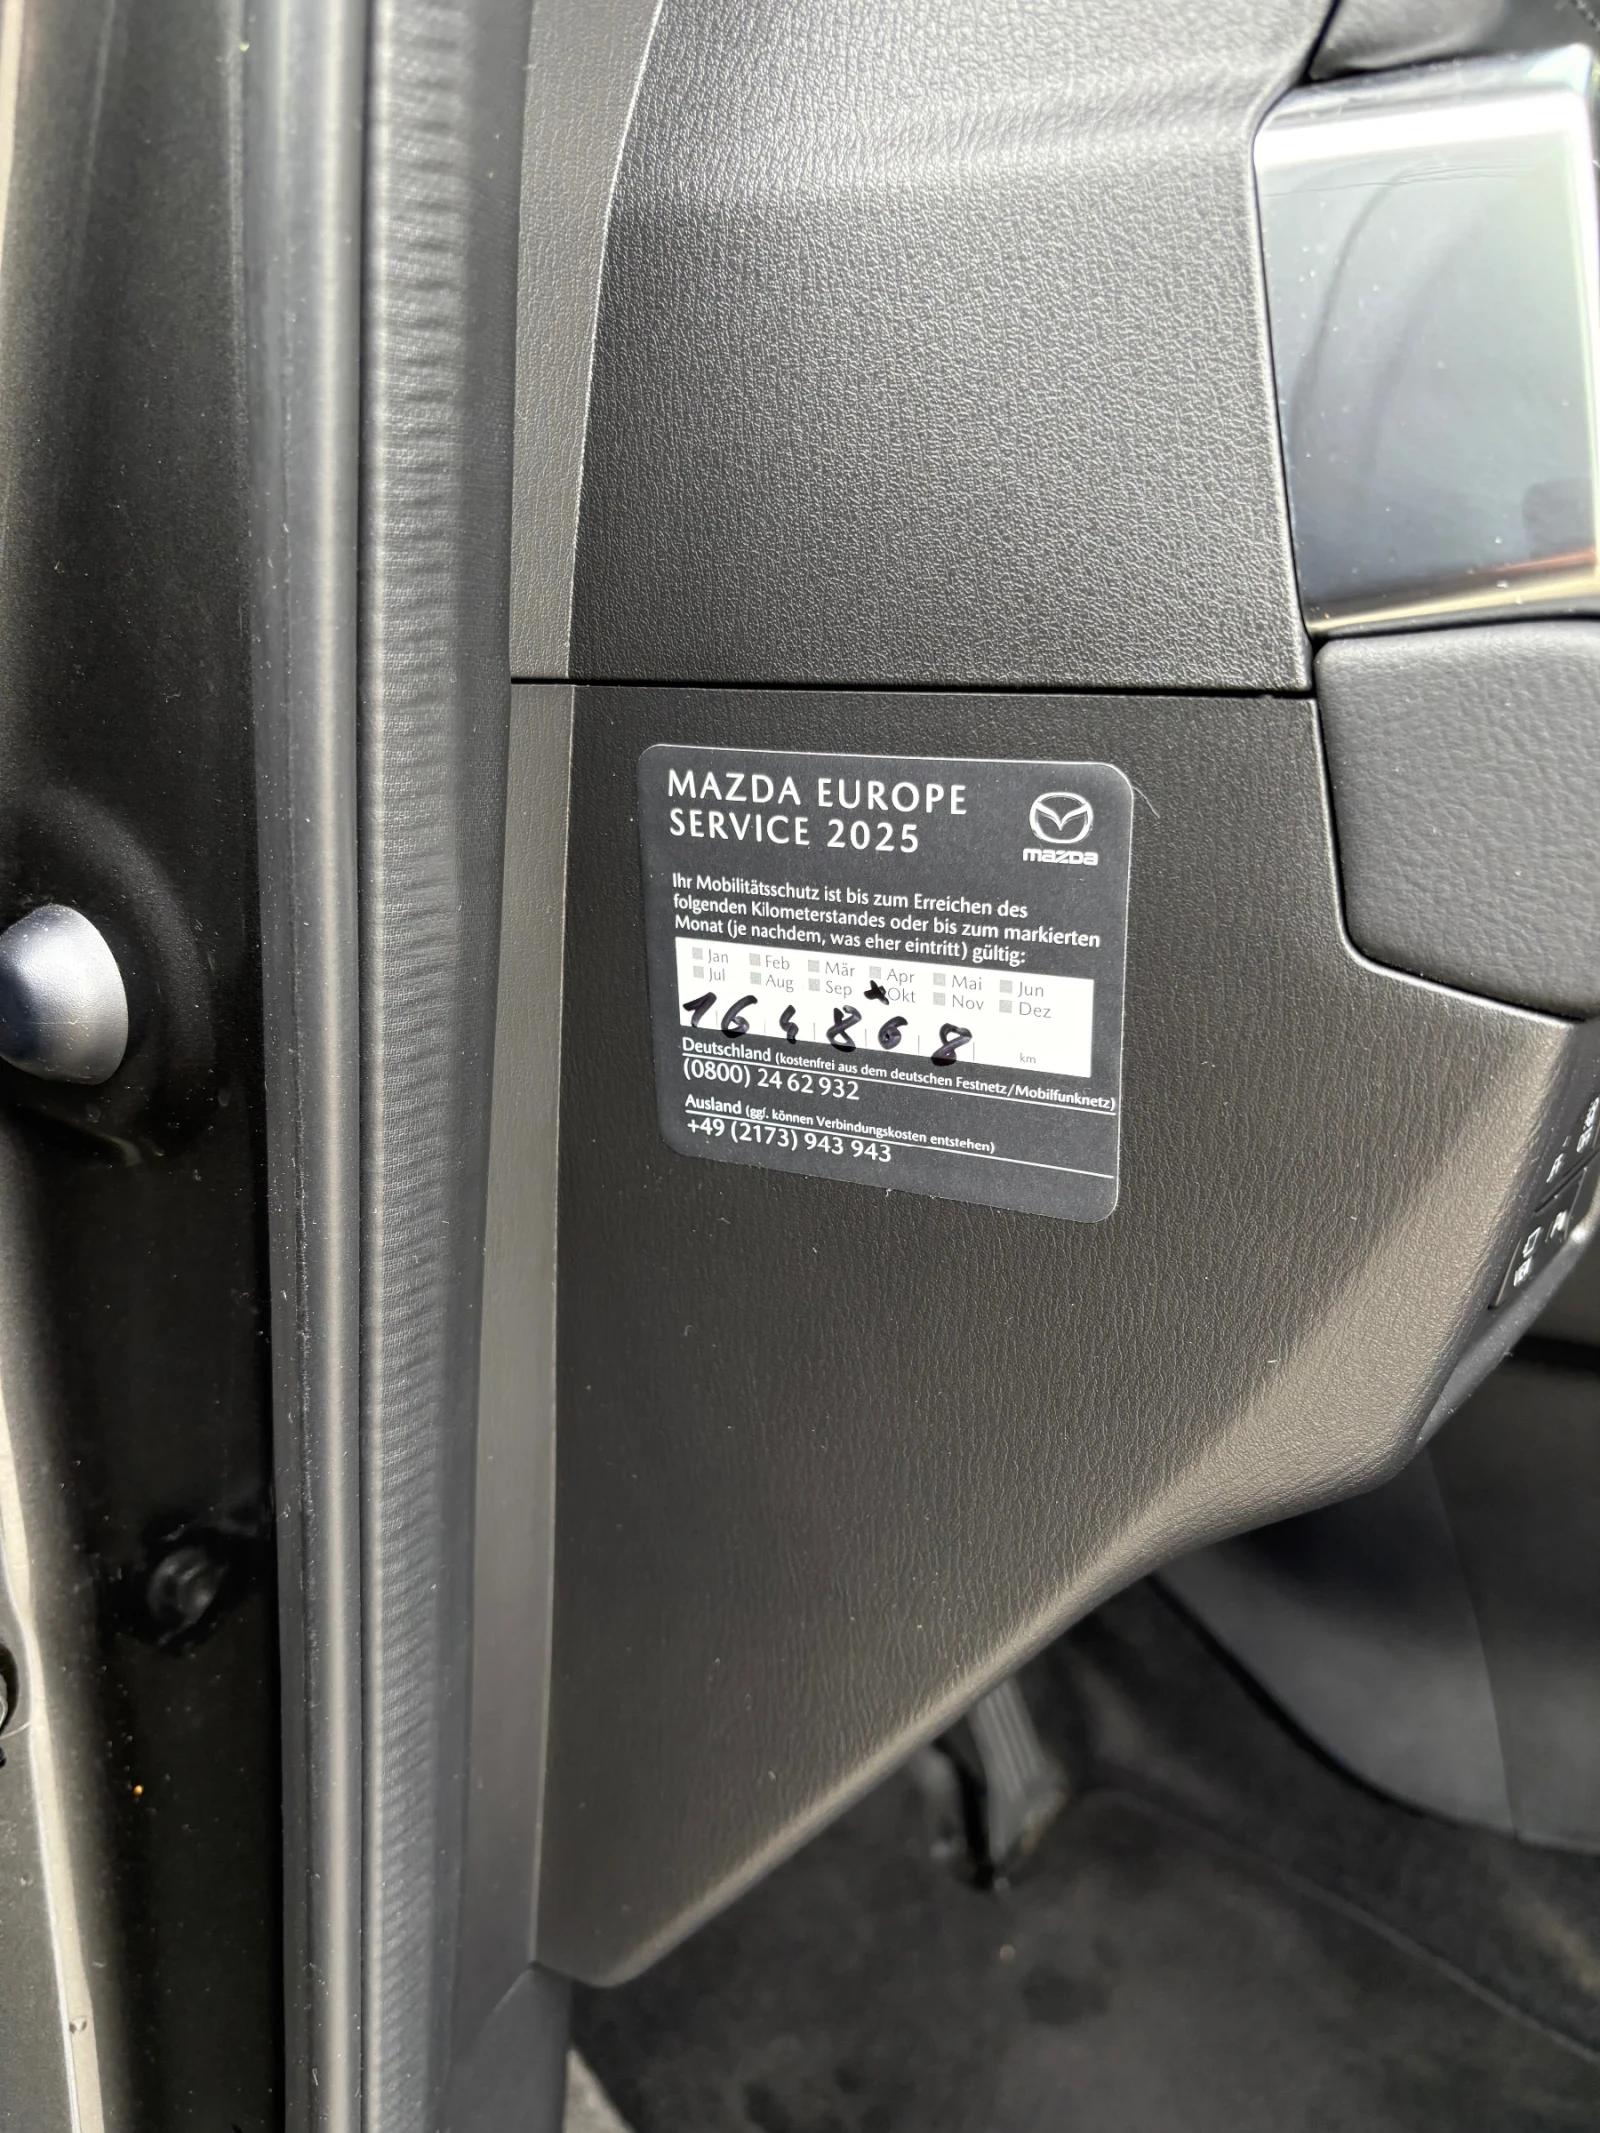 MAZDA EUROPE
SERVICE 2025
mazda
Ihr Mobilitätsschutz ist bis zum Erreichen des
folgenden Kilometerstandes oder bis zum markierten
Monat (je nachdem, was eher eintritt) gültig:
Jan Feb Mär Apr Mai Jun
Jul Aug Sep Okt Nov Dez
164868 km
Deutschland (kostenfrei aus dem deutschen Festnetz/Mobilfunknetz)
(0800) 24 62 932
Ausland (ggf. können Verbindungskosten entstehen)
+49 (2173) 943 943